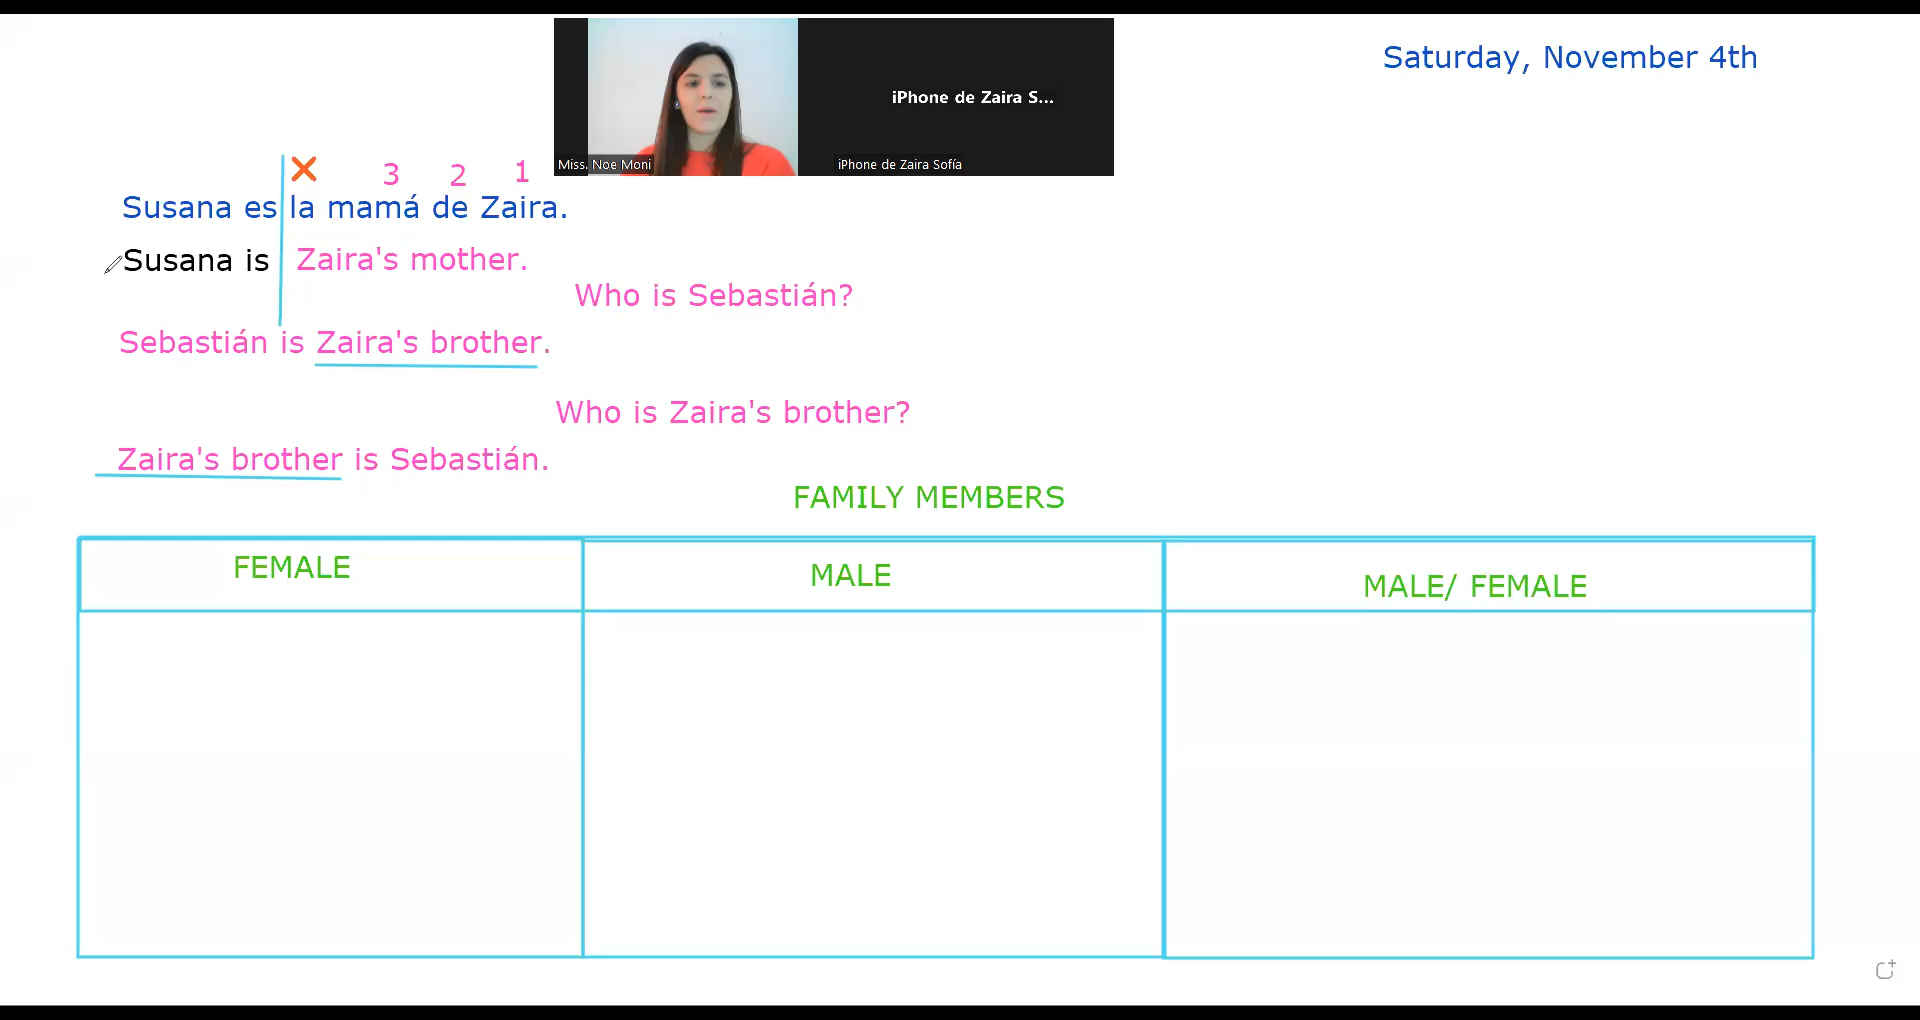 Saturday, November 4th
iPhone de Zaira S...
Miss. Noe Moni
iPhone de Zaira Sofía
3 2 1
Susana es la mamá de Zaira.
Susana is Zaira's mother.
Who is Sebastián?
Sebastián is Zaira's brother.
Who is Zaira's brother?
Zaira's brother is Sebastián.
FAMILY MEMBERS
FEMALE
MALE
MALE/ FEMALE